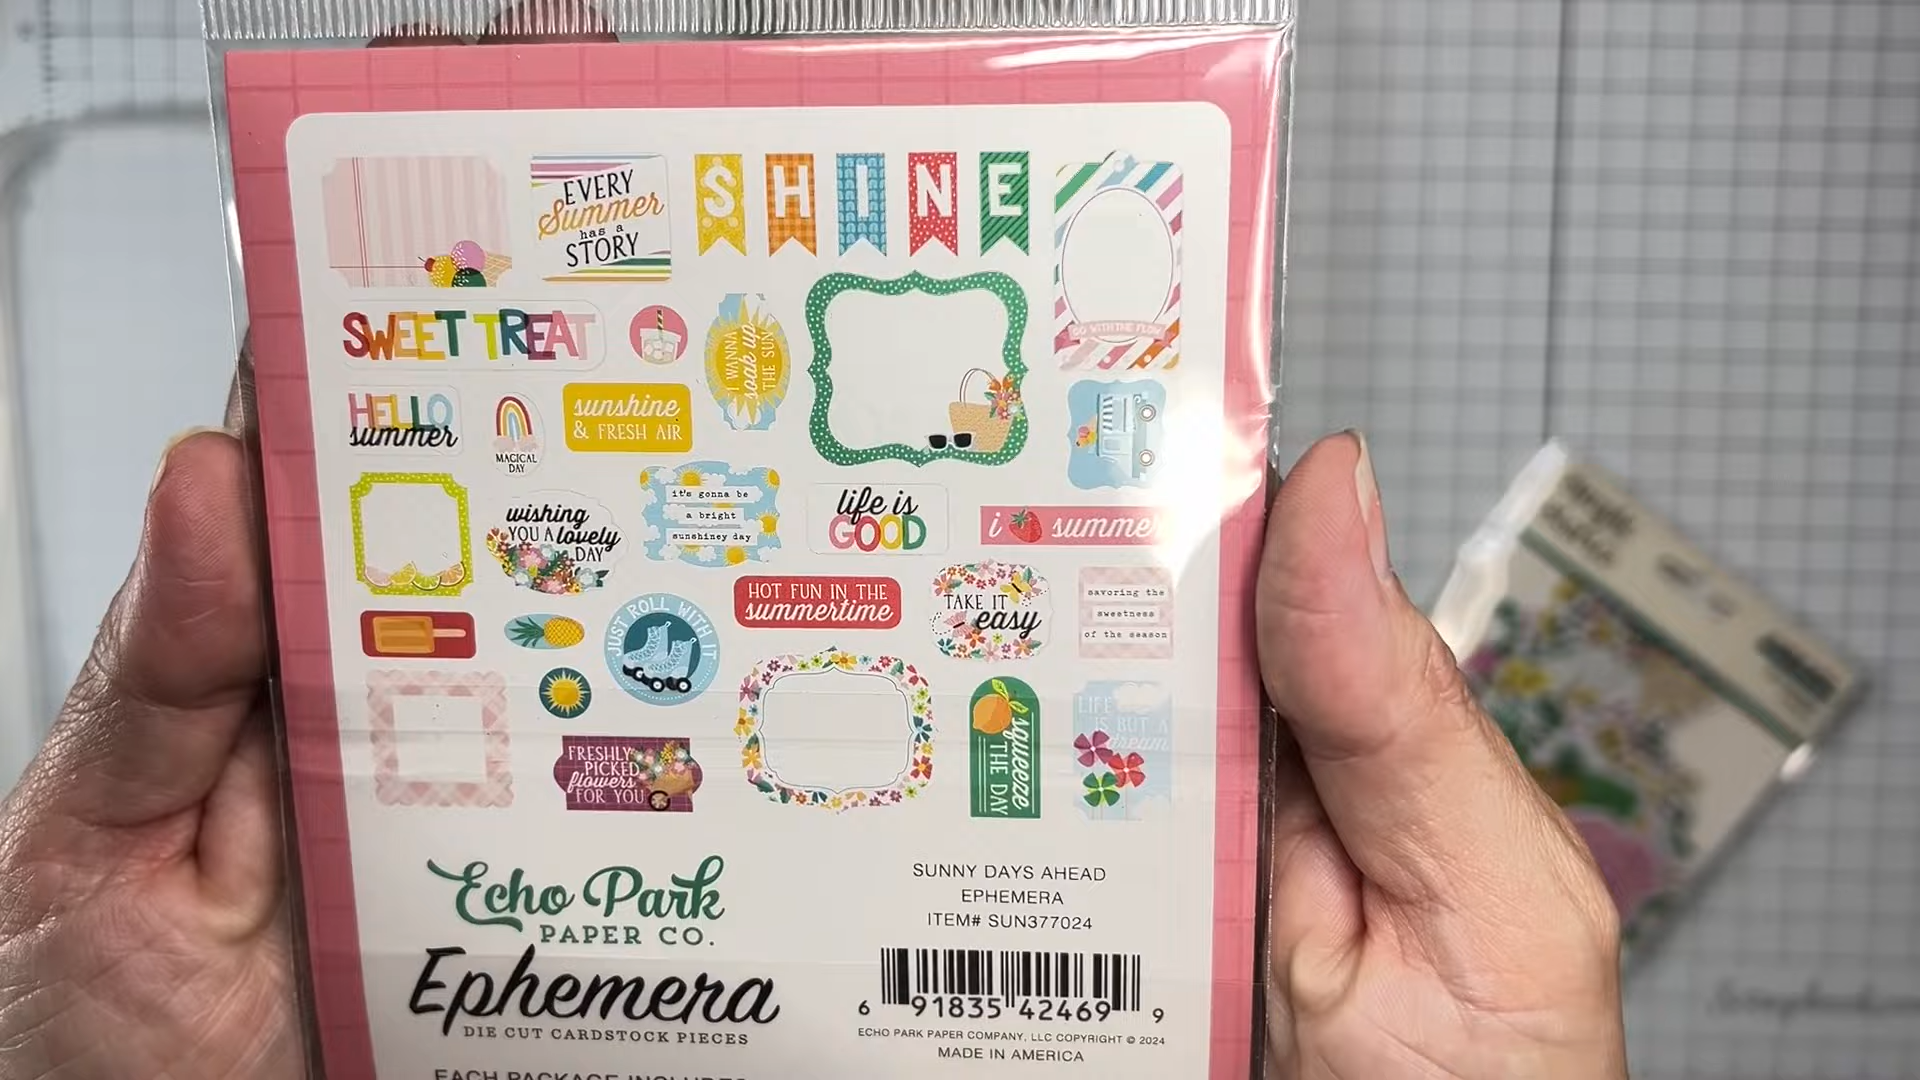 EVERY
Summer
has a
STORY
SHINE
GO WITH THE FLOW
SWEET TREAT
I WANNA
soak up
THE SUN
HELLO
summer
MAGICAL
DAY
sunshine
& FRESH AIR
wishing
YOU A lovely
DAY
it's gonna be
a bright
sunshiney day
life is
GOOD
i summer
JUST ROLL WITH IT
HOT FUN IN THE
summertime
TAKE IT
easy
savoring the
sweetness
of the season
FRESHLY
PICKED
flowers
FOR YOU
squeeze
THE DAY
LIFE
IS BUT A
dream
Echo Park
PAPER CO.
Ephemera
DIE CUT CARDSTOCK PIECES
EACH PACKAGE INCLUDES
SUNNY DAYS AHEAD
EPHEMERA
ITEM# SUN377024
6 91835 42469 9
ECHO PARK PAPER COMPANY, LLC COPYRIGHT © 2024
MADE IN AMERICA